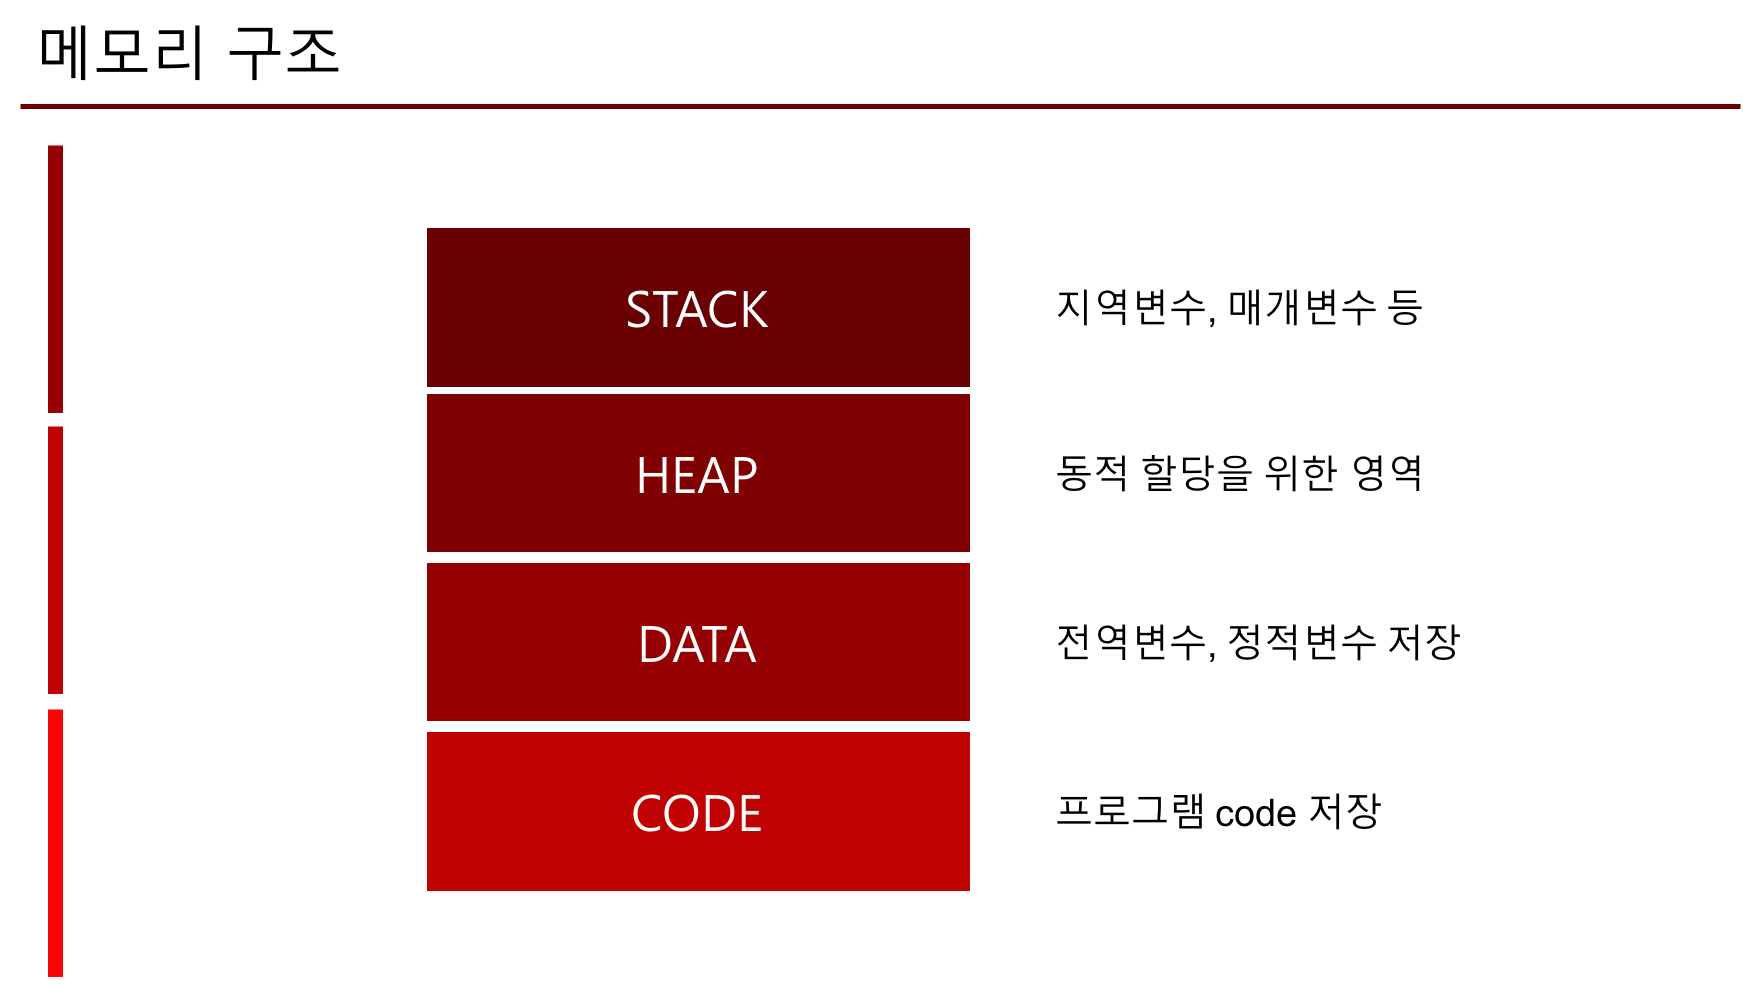 메모리 구조
STACK
지역변수, 매개변수 등
HEAP
동적 할당을 위한 영역
DATA
전역변수, 정적변수 저장
CODE
프로그램 code 저장